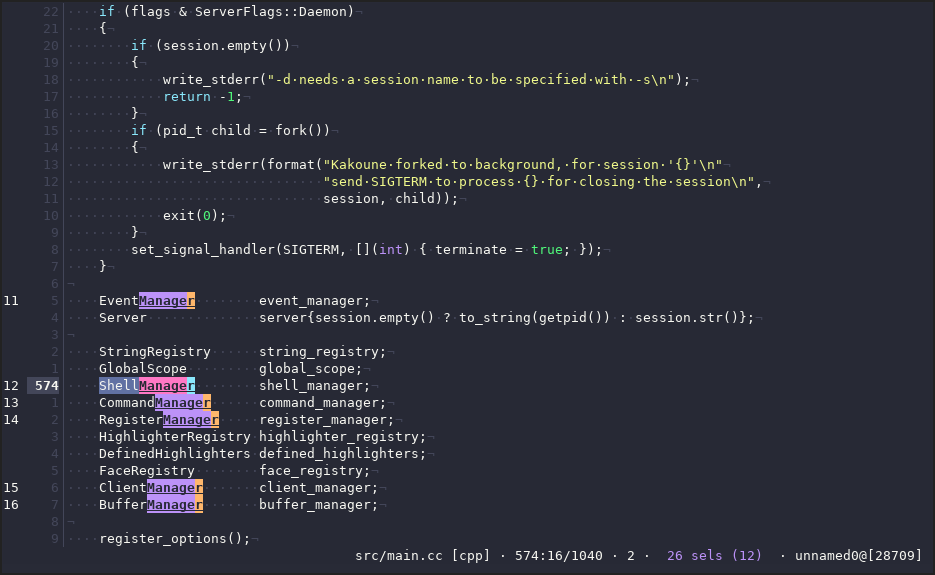 22 ····if·(flags·&·ServerFlags::Daemon)¬
21 ····{¬
20 ········if·(session.empty())¬
19 ········{¬
18 ············write_stderr("-d·needs·a·session·name·to·be·specified·with·-s\n");¬
17 ············return·-1;¬
16 ········}¬
15 ········if·(pid_t·child·=·fork())¬
14 ········{¬
13 ············write_stderr(format("Kakoune·forked·to·background,·for·session·'{}'\n"¬
12 ································"send·SIGTERM·to·process·{}·for·closing·the·session\n",¬
11 ································session,·child));¬
10 ············exit(0);¬
9 ········}¬
8 ········set_signal_handler(SIGTERM,·[](int)·{·terminate·=·true;·});¬
7 ····}¬
6 ¬
11 5 ····EventManager········event_manager;¬
4 ····Server··············server{session.empty()·?·to_string(getpid())·:·session.str()};¬
3 ¬
2 ····StringRegistry······string_registry;¬
1 ····GlobalScope·········global_scope;¬
12 574 ····ShellManager········shell_manager;¬
13 1 ····CommandManager······command_manager;¬
14 2 ····RegisterManager·····register_manager;¬
3 ····HighlighterRegistry·highlighter_registry;¬
4 ····DefinedHighlighters·defined_highlighters;¬
5 ····FaceRegistry········face_registry;¬
15 6 ····ClientManager·······client_manager;¬
16 7 ····BufferManager·······buffer_manager;¬
8 ¬
9 ····register_options();¬
src/main.cc [cpp] · 574:16/1040 · 2 · 26 sels (12) · unnamed0@[28709]